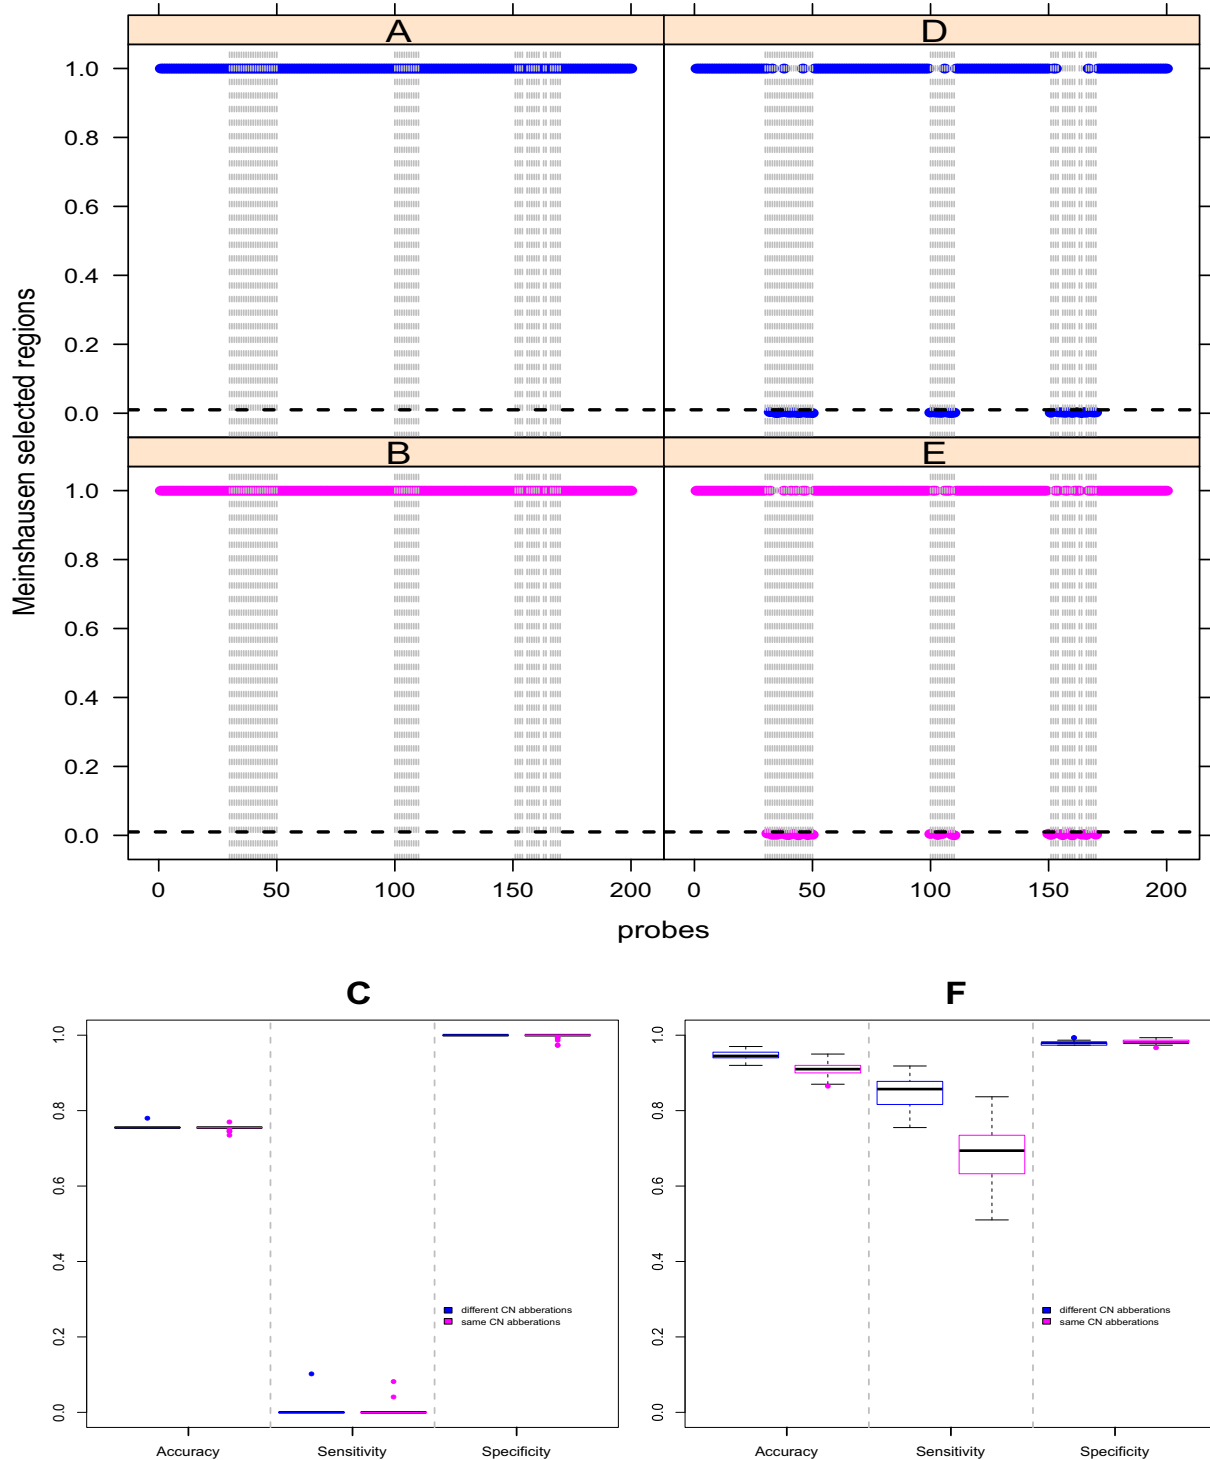 A
D
1.0
0.8
0.6
0.4
0.2
0.0
B
E
1.0
0.8
0.6
0.4
0.2
0.0
Meinshausen selected regions
0 50 100 150 200
0 50 100 150 200
probes
C
1.0
0.8
0.6
0.4
0.2
0.0
different CN abberations
same CN abberations
Accuracy Sensitivity Specificity
F
1.0
0.8
0.6
0.4
0.2
0.0
different CN abberations
same CN abberations
Accuracy Sensitivity Specificity